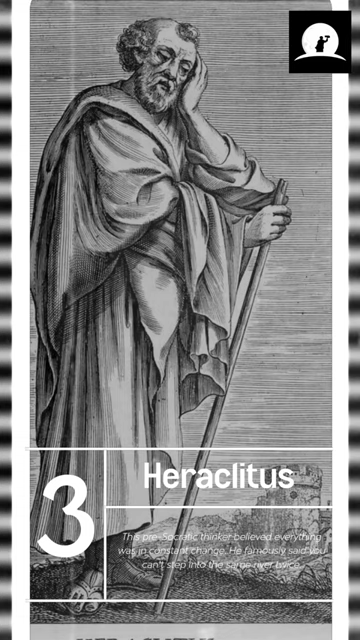 3
Heraclitus
This pre-Socratic thinker believed everything
was in constant change. He famously said you
can't step into the same river twice.